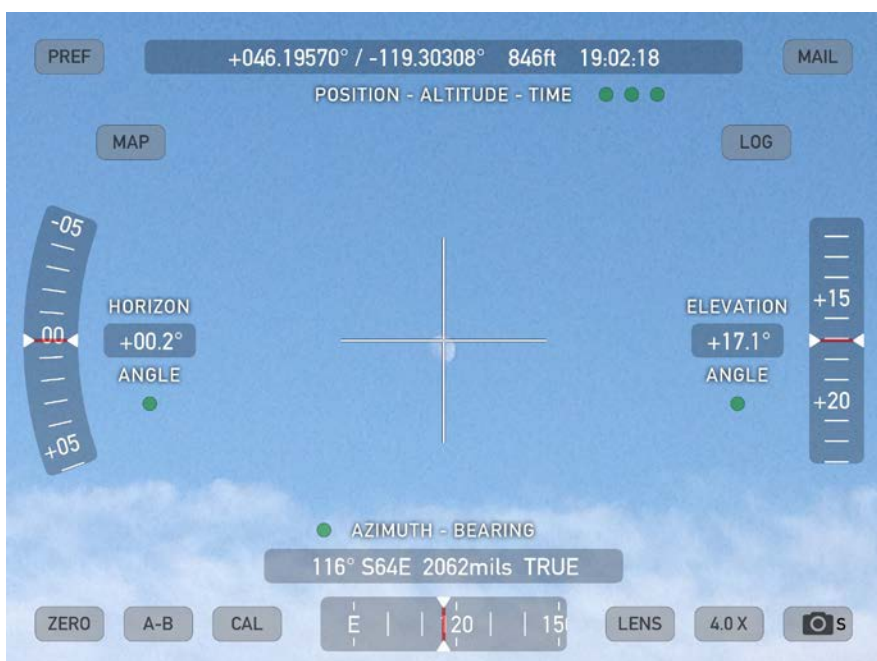 PREF
+046.19570° / -119.30308° 846ft 19:02:18
MAIL
POSITION - ALTITUDE - TIME
MAP
LOG
-05
00
+05
HORIZON
+00.2°
ANGLE
ELEVATION
+17.1°
ANGLE
+15
+20
AZIMUTH - BEARING
116° S64E 2062mils TRUE
ZERO
A-B
CAL
E 120 150
LENS
4.0 X
S